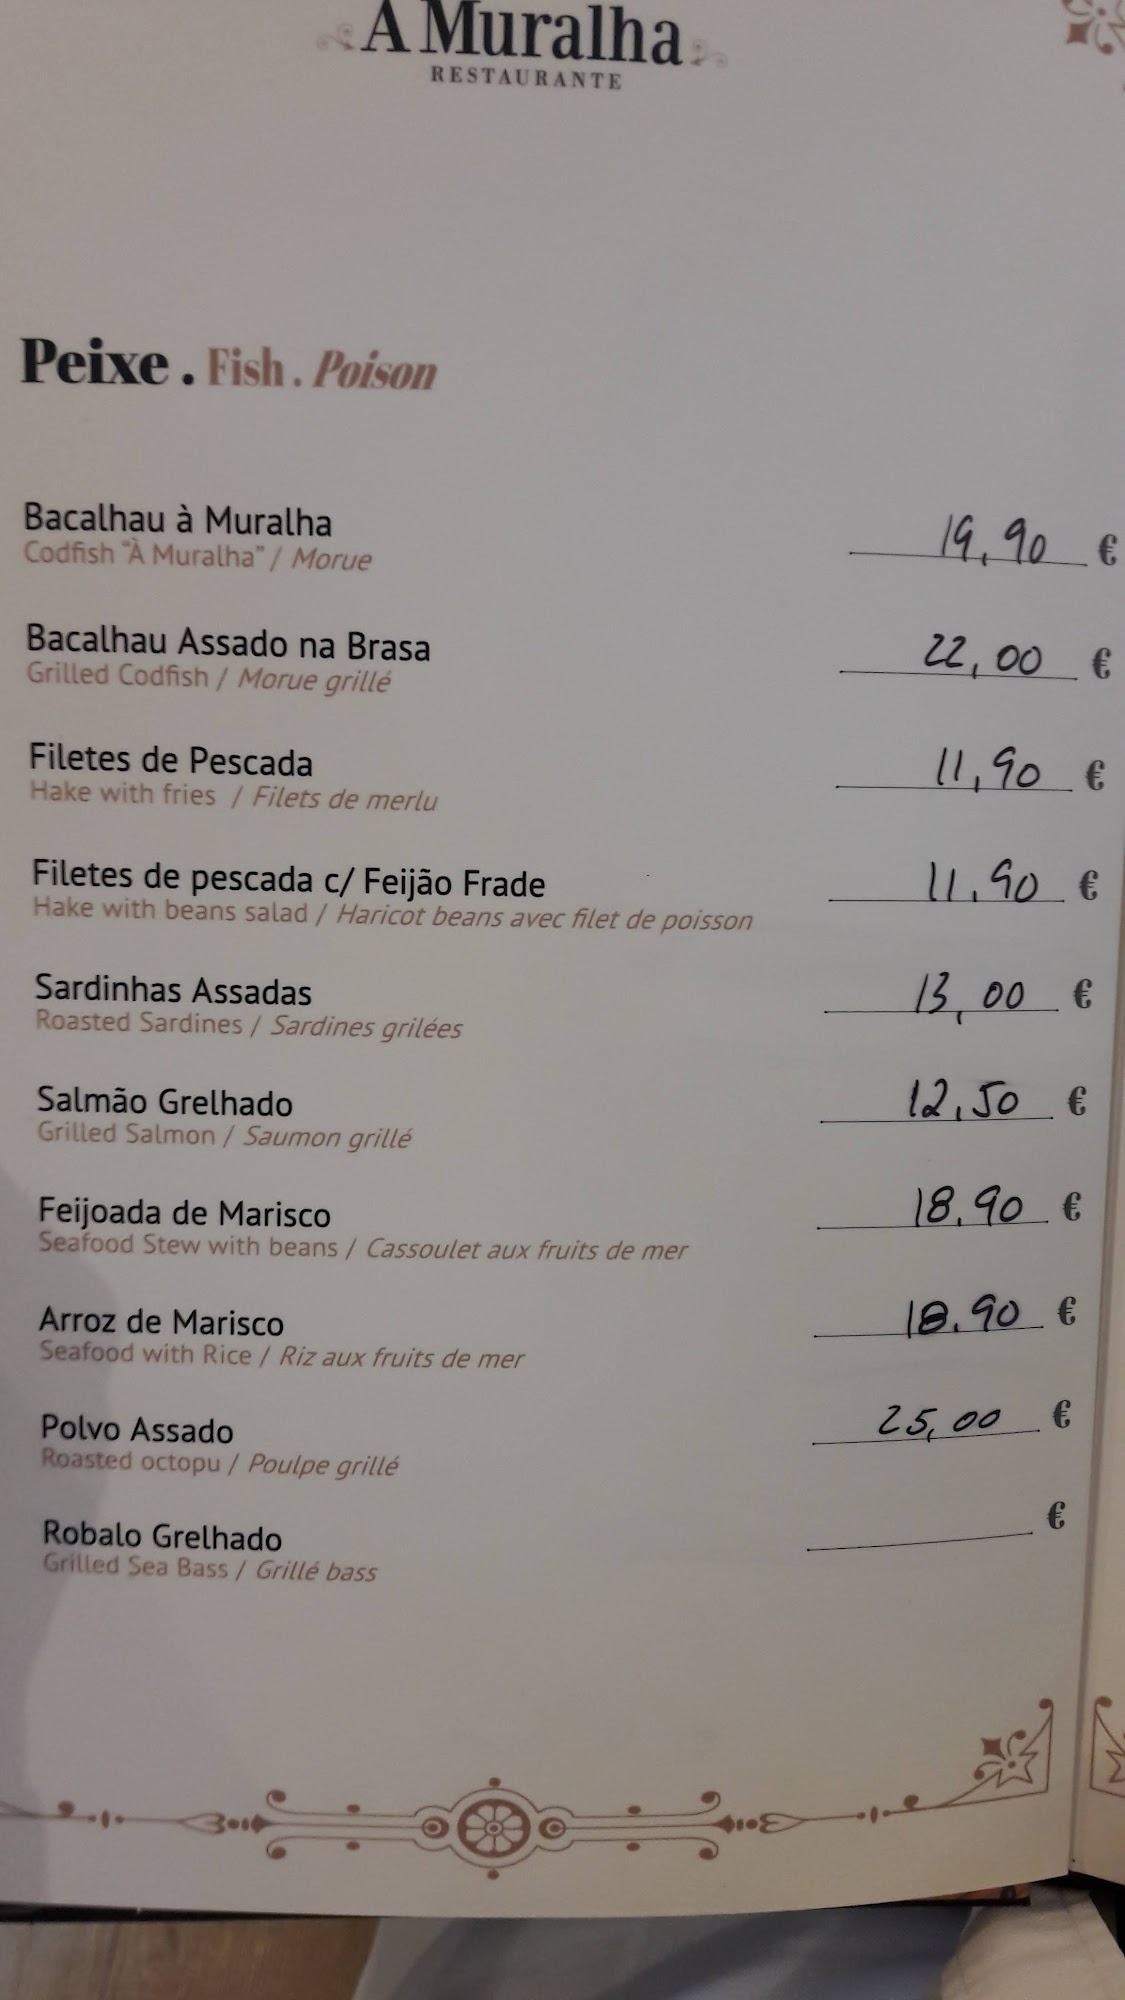 A Muralha
RESTAURANTE
Peixe . Fish . Poison
Bacalhau à Muralha 19,90 €
Codfish "À Muralha" / Morue
Bacalhau Assado na Brasa 22,00 €
Grilled Codfish / Morue grillé
Filetes de Pescada 11,90 €
Hake with fries / Filets de merlu
Filetes de pescada c/ Feijão Frade 11,90 €
Hake with beans salad / Haricot beans avec filet de poisson
Sardinhas Assadas 13,00 €
Roasted Sardines / Sardines grilées
Salmão Grelhado 12,50 €
Grilled Salmon / Saumon grillé
Feijoada de Marisco 18.90 €
Seafood Stew with beans / Cassoulet aux fruits de mer
Arroz de Marisco 18.90 €
Seafood with Rice / Riz aux fruits de mer
Polvo Assado 25,00 €
Roasted octopu / Poulpe grillé
Robalo Grelhado €
Grilled Sea Bass / Grillé bass